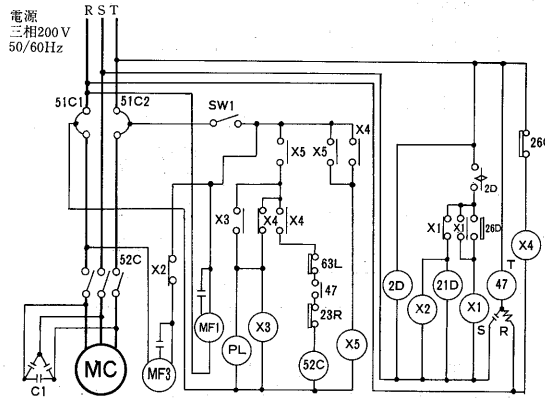 電源
三相200V
50/60Hz
R S T
51C1
51C2
SW1
X5
X5
X4
26C
2D
X3
X4
X4
X1
X1
26D
52C
X2
63L
47
23R
X4
2D
X2
21D
X1
47
T
S
R
MF1
PL
X3
X5
52C
MC
MF3
C1